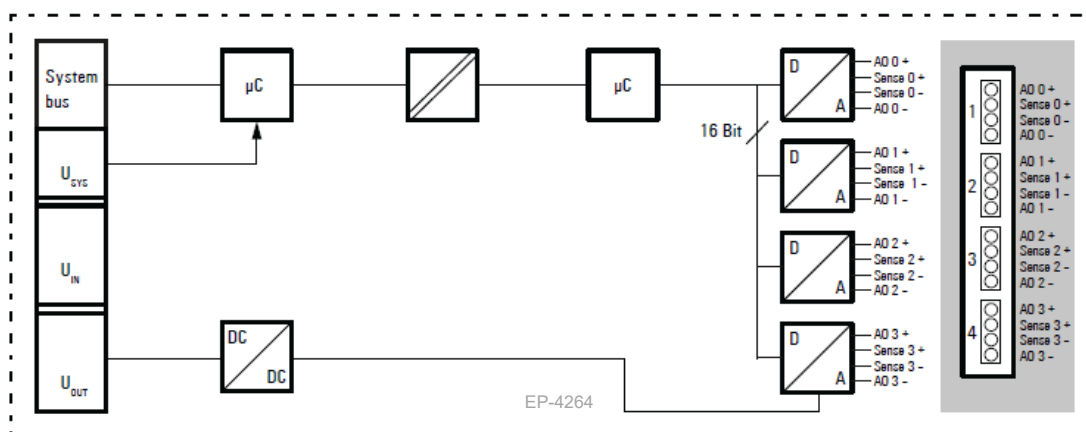 System
bus
U SYS
U IN
U OUT
µC
µC
DC
DC
16 Bit
D
A
AO 0 +
Sense 0 +
Sense 0 –
AO 0 –
D
A
AO 1 +
Sense 1 +
Sense 1 –
AO 1 –
D
A
AO 2 +
Sense 2 +
Sense 2 –
AO 2 –
D
A
AO 3 +
Sense 3 +
Sense 3 –
AO 3 –
EP-4264
1
AO 0 +
Sense 0 +
Sense 0 –
AO 0 –
2
AO 1 +
Sense 1 +
Sense 1 –
AO 1 –
3
AO 2 +
Sense 2 +
Sense 2 –
AO 2 –
4
AO 3 +
Sense 3 +
Sense 3 –
AO 3 –